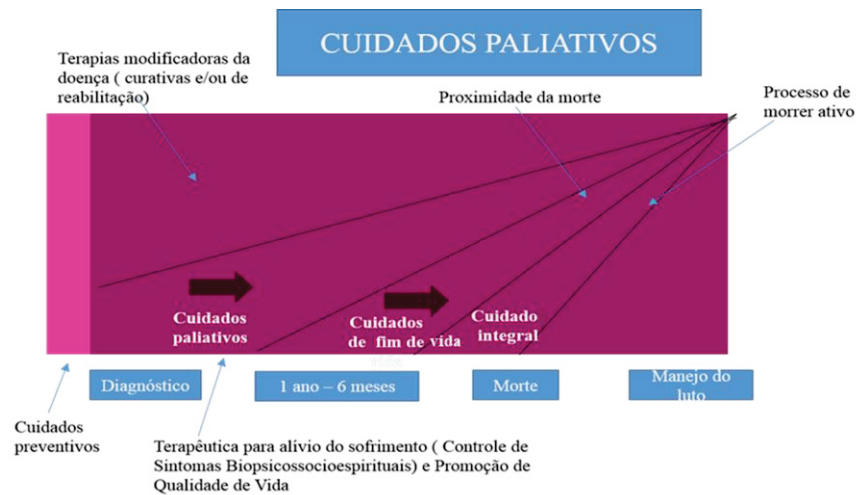 CUIDADOS PALIATIVOS
Terapias modificadoras da
doença ( curativas e/ou de
reabilitação)
Proximidade da morte
Processo de
morrer ativo
Cuidados
paliativos
Cuidados
de fim de vida
Cuidado
integral
Diagnóstico
1 ano – 6 meses
Morte
Manejo do
luto
Cuidados
preventivos
Terapêutica para alívio do sofrimento ( Controle de
Sintomas Biopsicossocioespirituais) e Promoção de
Qualidade de Vida